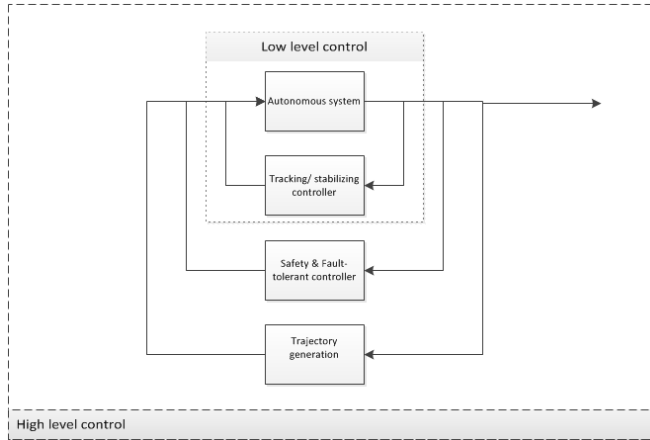 Low level control
Autonomous system
Tracking/ stabilizing
controller
Safety & Fault-
tolerant controller
Trajectory
generation
High level control